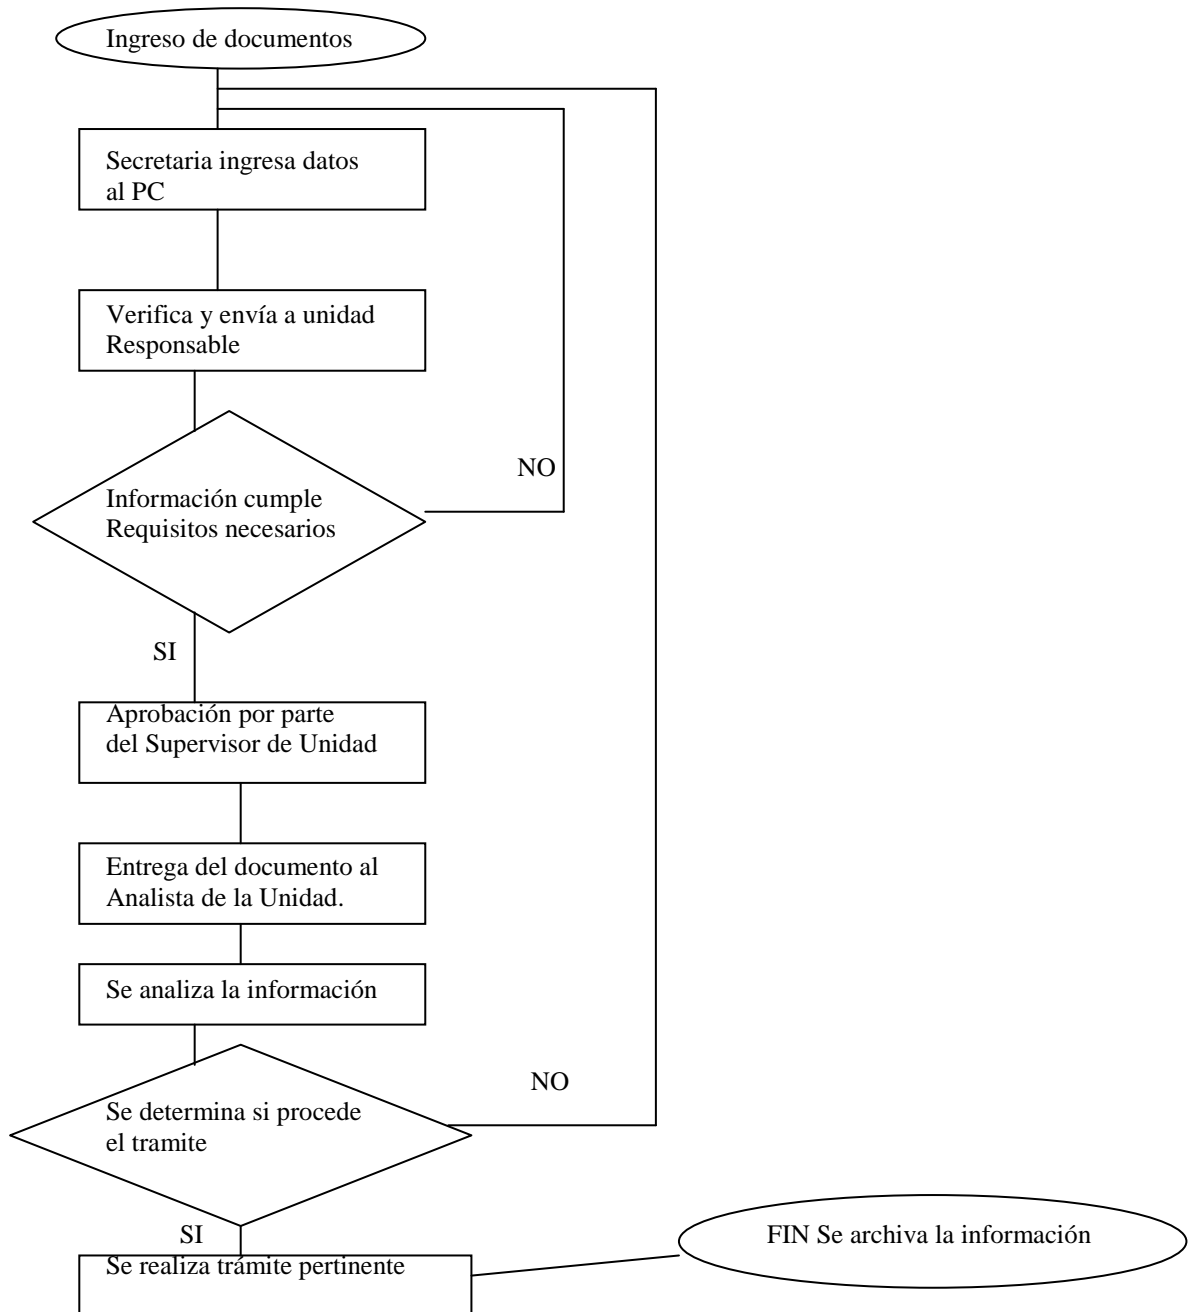 Ingreso de documentos
Secretaria ingresa datos
al PC
Verifica y envía a unidad
Responsable
NO
Información cumple
Requisitos necesarios
SI
Aprobación por parte
del Supervisor de Unidad
Entrega del documento al
Analista de la Unidad.
Se analiza la información
NO
Se determina si procede
el tramite
SI
Se realiza trámite pertinente
FIN Se archiva la información